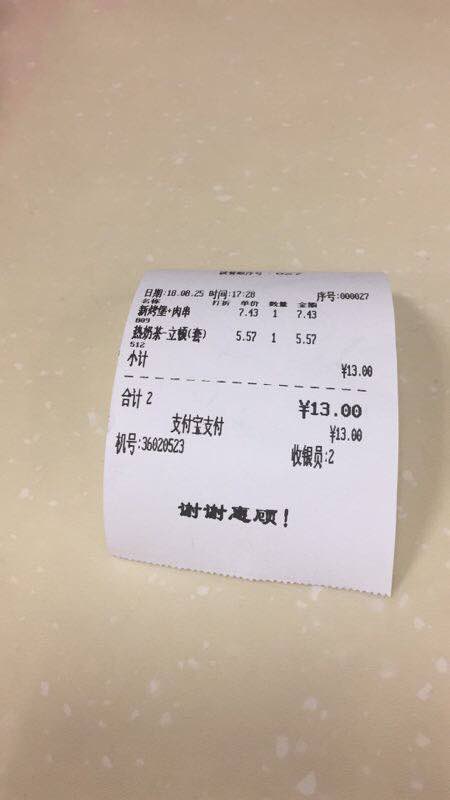 日期:18.08.25 时间:17:28 序号:000027
名称 打折 单价 数量 金额
新烤堡+肉串 7.43 1 7.43
B09
热奶茶-立顿(套) 5.57 1 5.57
S12
小计 ¥13.00
合计 2 ¥13.00
支付宝支付 ¥13.00
机号:36020523 收银员:2
谢谢惠顾!